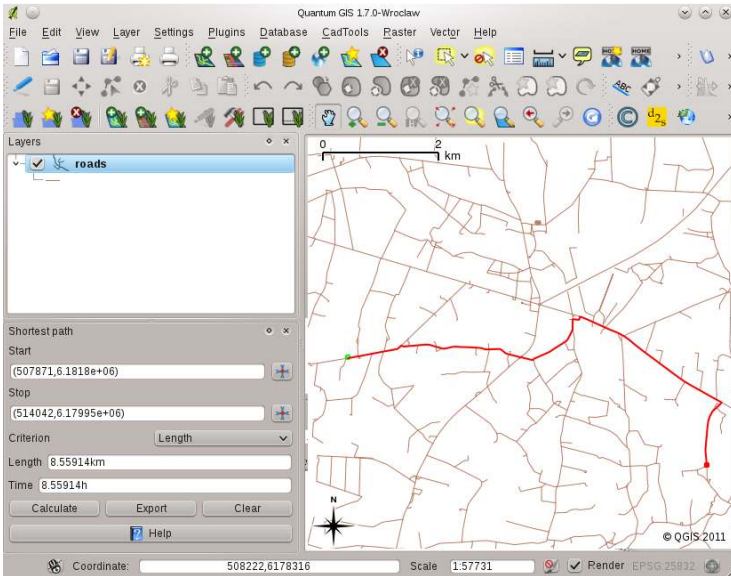 Quantum GIS 1.7.0-Wroclaw
File Edit View Layer Settings Plugins Database CadTools Raster Vector Help
ABC
© d2s
Layers
roads
0 2
km
Shortest path
Start
(507871,6.1818e+06)
Stop
(514042,6.17995e+06)
Criterion Length
Length 8.55914km
Time 8.55914h
Calculate Export Clear
Help
N
© QGIS 2011
Coordinate: 508222,6178316 Scale 1:57731 Render EPSG:25832